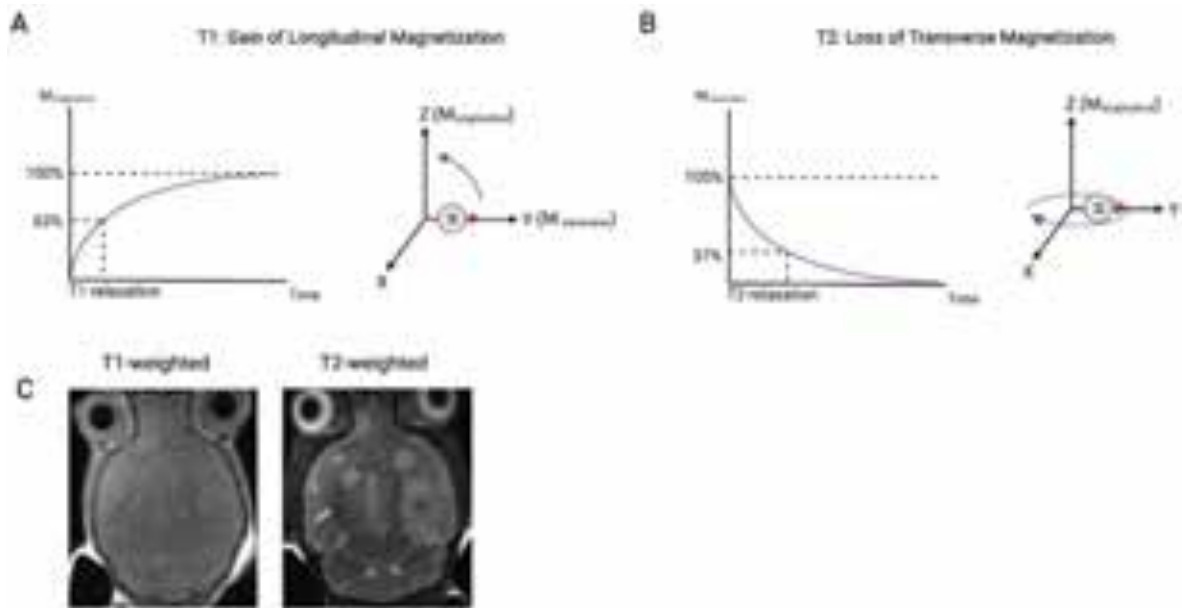 A
T1: Gain of Longitudinal Magnetization
100%
63%
T1 relaxation
Time
Z (M
Y (M
X
B
T2: Loss of Transverse Magnetization
100%
37%
T2 relaxation
Time
Z (M
Y
X
C
T1-weighted
T2-weighted